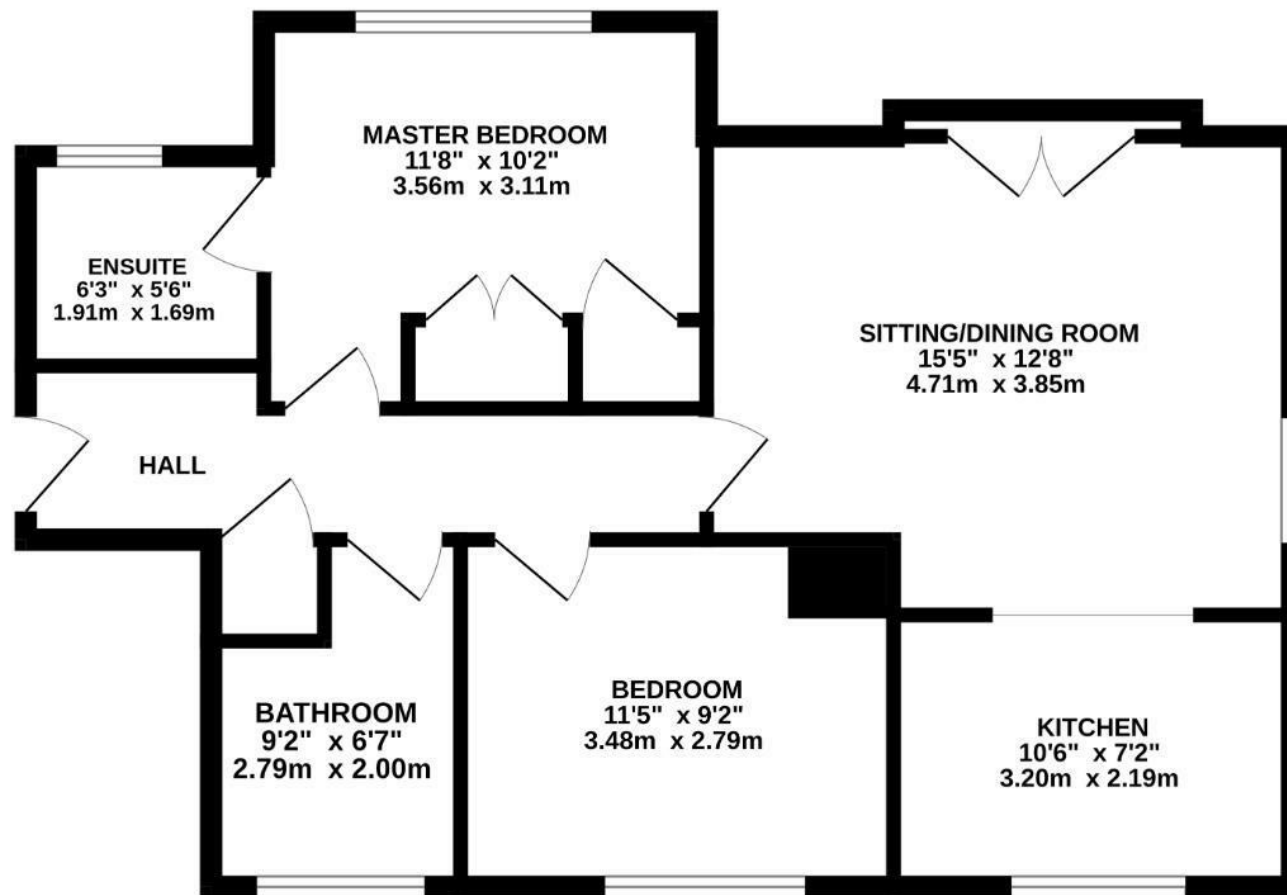 MASTER BEDROOM
11'8" x 10'2"
3.56m x 3.11m
ENSUITE
6'3" x 5'6"
1.91m x 1.69m
SITTING/DINING ROOM
15'5" x 12'8"
4.71m x 3.85m
HALL
BATHROOM
9'2" x 6'7"
2.79m x 2.00m
BEDROOM
11'5" x 9'2"
3.48m x 2.79m
KITCHEN
10'6" x 7'2"
3.20m x 2.19m